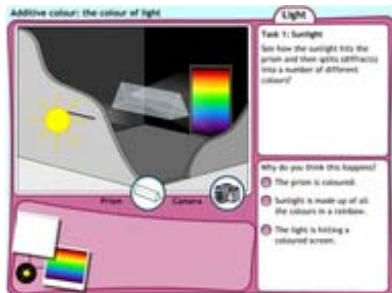 Additive colour: the colour of light
Light
Task 1: Sunlight
See how the sunlight hits the
prism and then splits (diffracts)
into a number of different
colours?
Prism
Camera
Why do you think this happens?
The prism is coloured.
Sunlight is made up of all
the colours in a rainbow.
The light is hitting a
coloured screen.